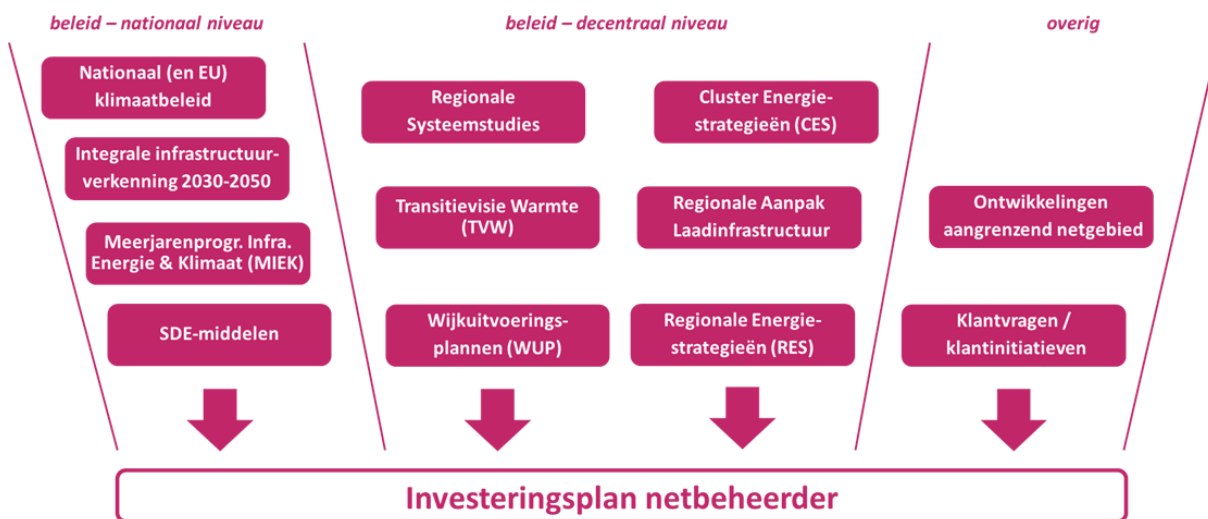 beleid – nationaal niveau
Nationaal (en EU)
klimaatbeleid
Integrale infrastructuur-
verkenning 2030-2050
Meerjarenprogr. Infra.
Energie & Klimaat (MIEK)
SDE-middelen
beleid – decentraal niveau
Regionale
Systeemstudies
Cluster Energie-
strategieën (CES)
Transitievisie Warmte
(TVW)
Regionale Aanpak
Laadinfrastructuur
Wijkuitvoerings-
plannen (WUP)
Regionale Energie-
strategieën (RES)
overig
Ontwikkelingen
aangrenzend netgebied
Klantvragen /
klantinitiatieven
Investeringsplan netbeheerder